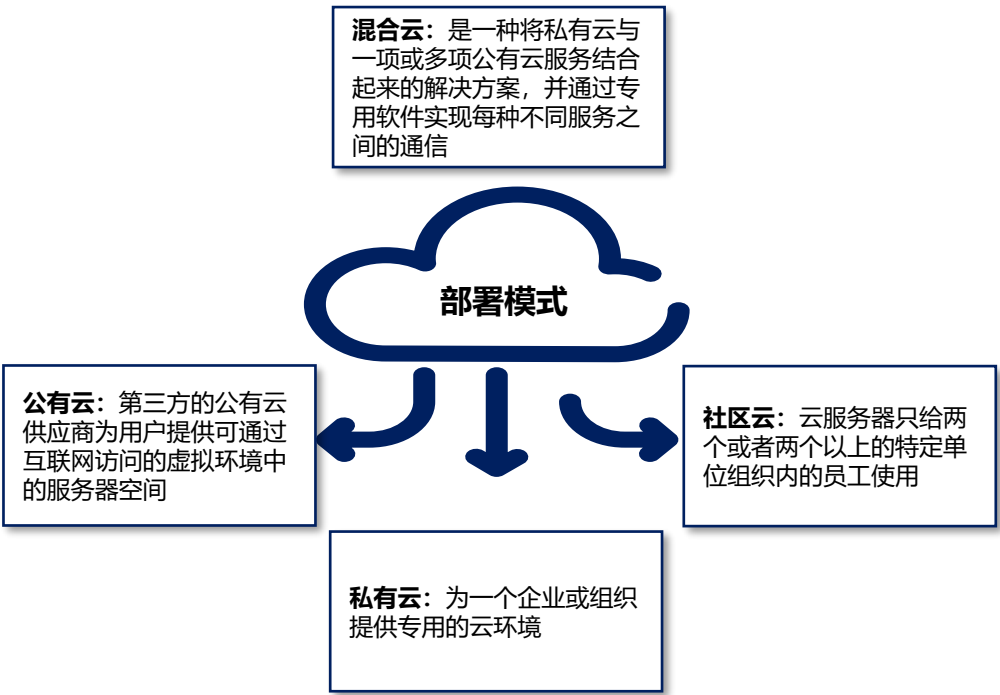 混合云：是一种将私有云与
一项或多项公有云服务结合
起来的解决方案，并通过专
用软件实现每种不同服务之
间的通信
部署模式
公有云：第三方的公有云
供应商为用户提供可通过
互联网访问的虚拟环境中
的服务器空间
社区云：云服务器只给两
个或者两个以上的特定单
位组织内的员工使用
私有云：为一个企业或组织
提供专用的云环境